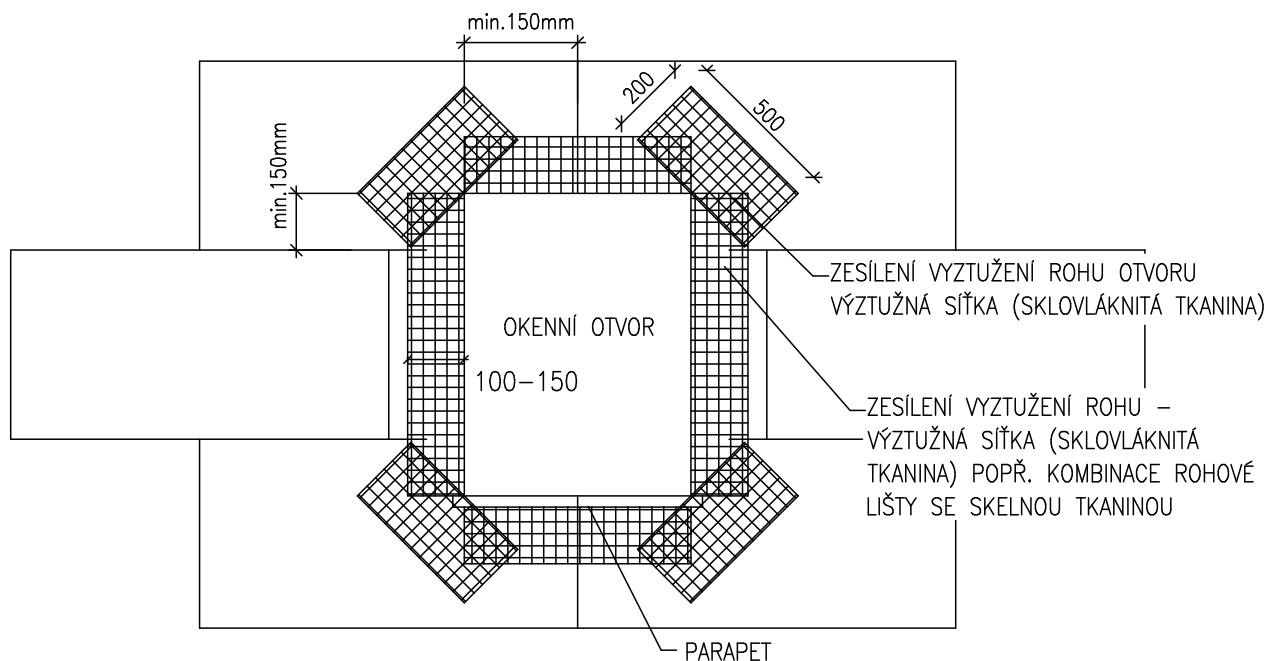 min.150mm
200
500
min.150mm
ZESÍLENÍ VYZTUŽENÍ ROHU OTVORU
VÝZTUŽNÁ SÍŤKA (SKLOVLÁKNITÁ TKANINA)
OKENNÍ OTVOR
100-150
ZESÍLENÍ VYZTUŽENÍ ROHU -
VÝZTUŽNÁ SÍŤKA (SKLOVLÁKNITÁ
TKANINA) POPŘ. KOMBINACE ROHOVÉ
LIŠTY SE SKELNOU TKANINOU
PARAPET